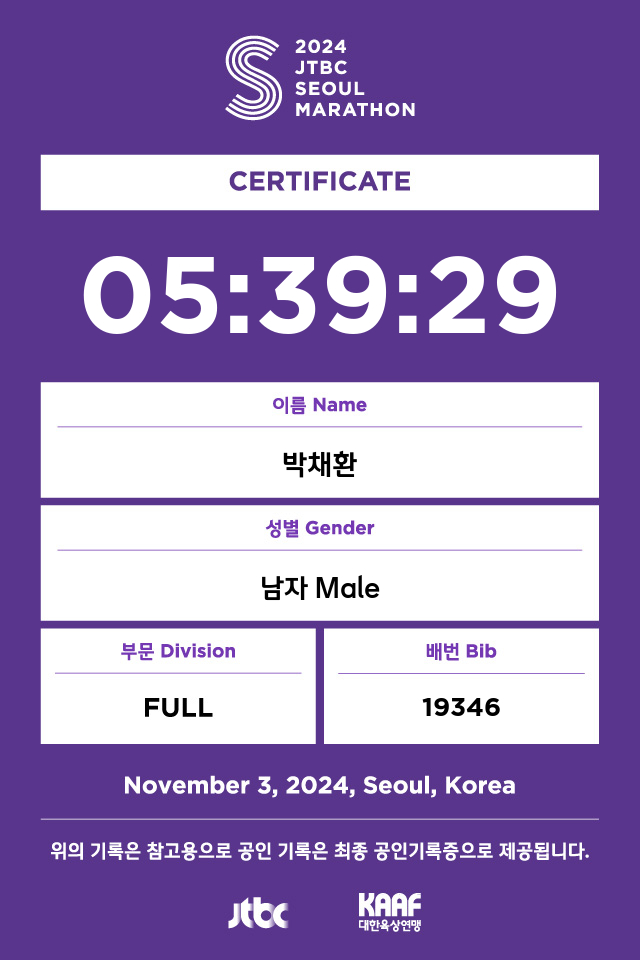 2024
JTBC
SEOUL
MARATHON
CERTIFICATE
05:39:29
이름 Name
박채환
성별 Gender
남자 Male
부문 Division
FULL
배번 Bib
19346
November 3, 2024, Seoul, Korea
위의 기록은 참고용으로 공인 기록은 최종 공인기록증으로 제공됩니다.
jtbc
KAAF
대한육상연맹